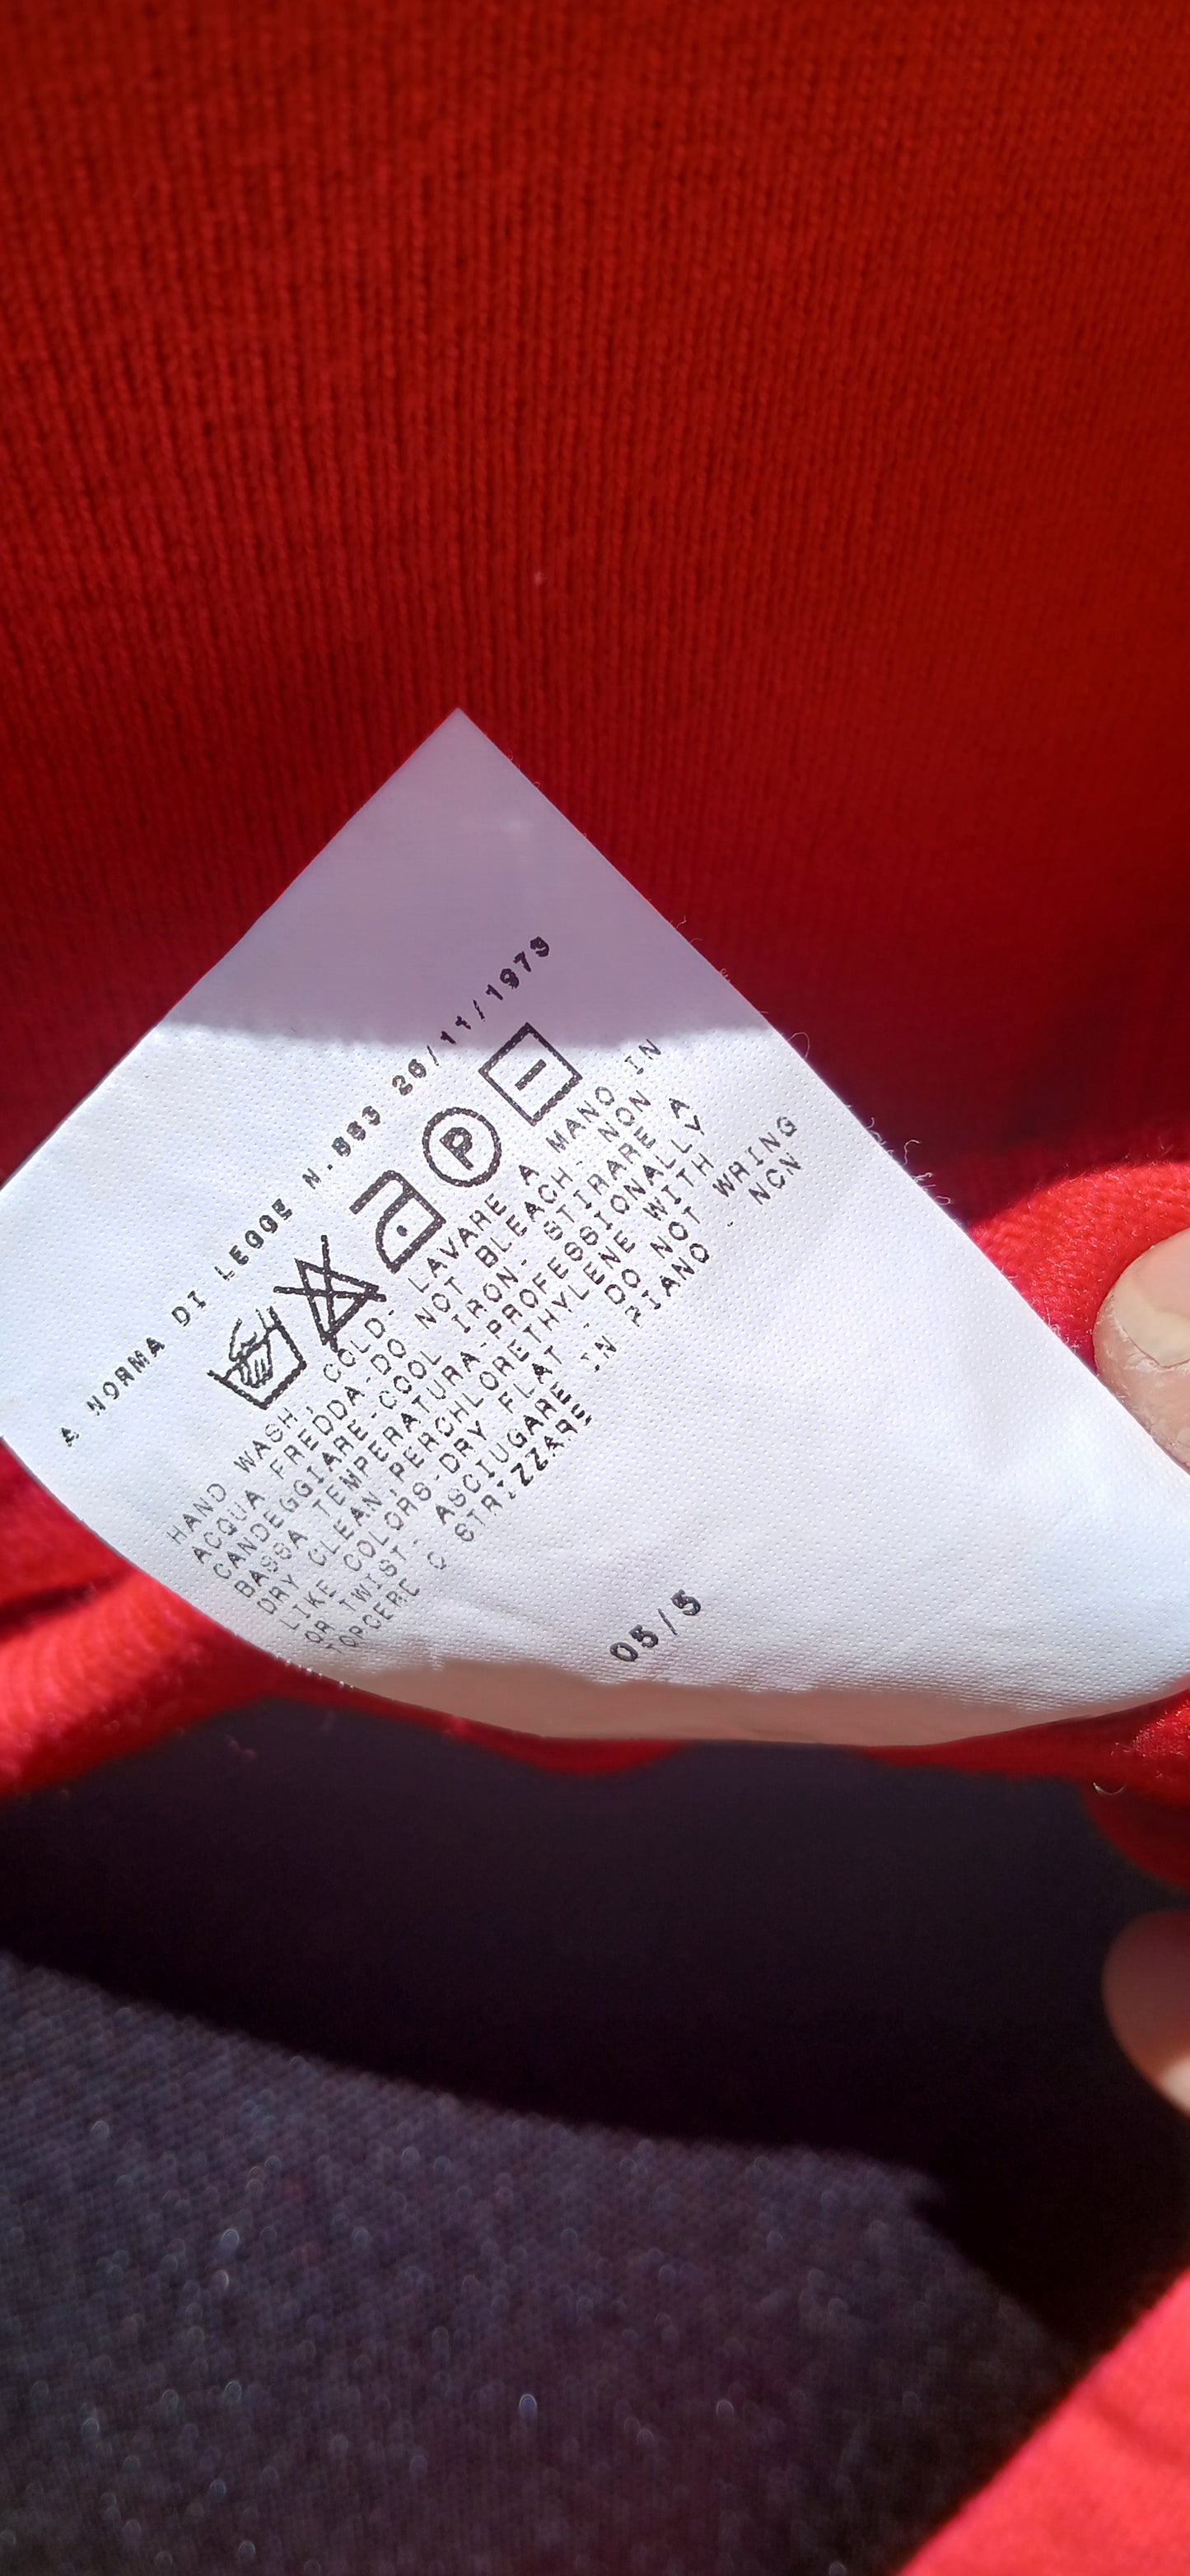 A NORMA DI LEGGE N.883 26/11/1973
P
HAND WASH, COLD- LAVARE A MANO IN
ACQUA FREDDA-DO NOT BLEACH- NON
CANDEGGIARE-COOL IRON- STIRARE A
BASSA TEMPERATURA-PROFESSIONALLY
DRY CLEAN,PERCHLORETHYLENE WITH
LIKE COLORS-DRY FLAT - DO NOT WRING
OR TWIST- ASCIUGARE IN PIANO - NON
TORCERE O STRIZZARE
05/5